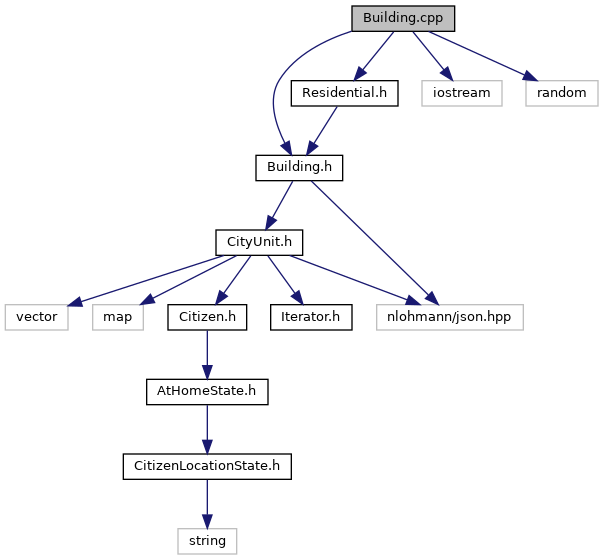 Building.cpp
Residential.h
iostream
random
Building.h
CityUnit.h
vector
map
Citizen.h
Iterator.h
nlohmann/json.hpp
AtHomeState.h
CitizenLocationState.h
string